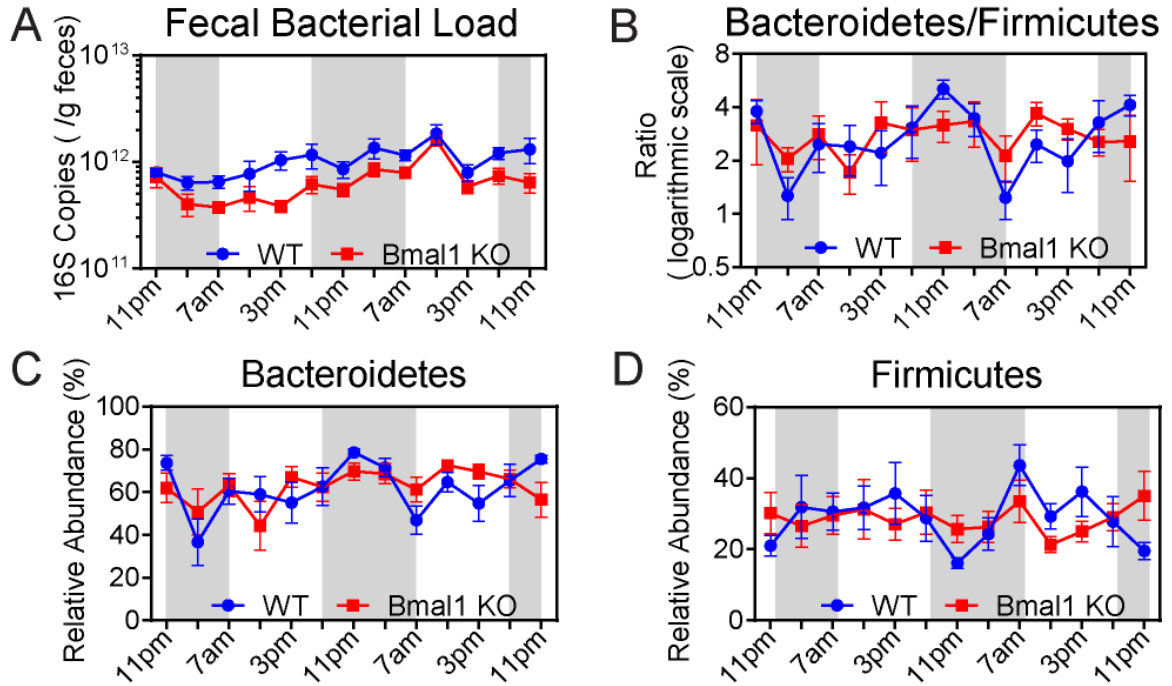 A
Fecal Bacterial Load
16S Copies ( /g feces)
10^13
10^12
10^11
WT
Bmal1 KO
11pm
7am
3pm
11pm
7am
3pm
11pm
B
Bacteroidetes/Firmicutes
Ratio
( logarithmic scale)
8
4
2
1
0.5
WT
Bmal1 KO
11pm
7am
3pm
11pm
7am
3pm
11pm
C
Bacteroidetes
Relative Abundance (%)
100
80
60
40
20
0
WT
Bmal1 KO
11pm
7am
3pm
11pm
7am
3pm
11pm
D
Firmicutes
Relative Abundance (%)
60
40
20
0
WT
Bmal1 KO
11pm
7am
3pm
11pm
7am
3pm
11pm